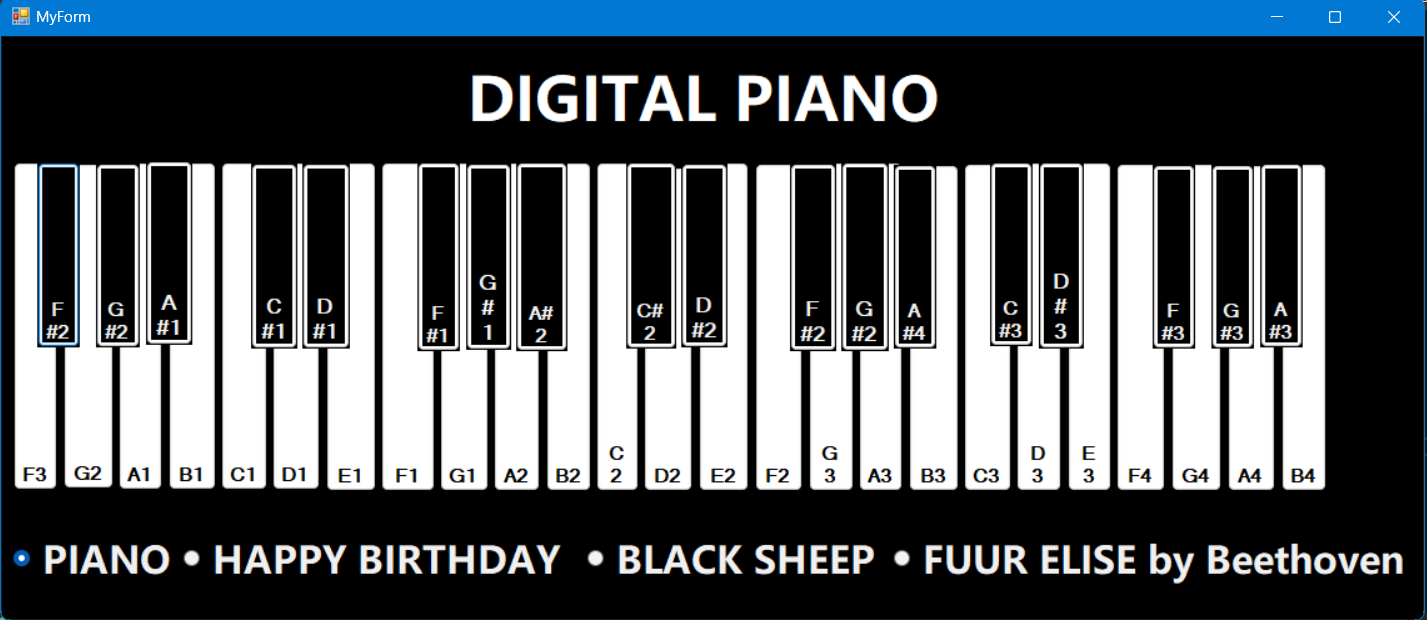 MyForm
DIGITAL PIANO
F #2 G #2 A #1 C #1 D #1 F #1 G # 1 A# 2 C# 2 D #2 F #2 G #2 A #4 C #3 D # 3 F #3 G #3 A #3
F3 G2 A1 B1 C1 D1 E1 F1 G1 A2 B2 C 2 D2 E2 F2 G 3 A3 B3 C3 D 3 E 3 F4 G4 A4 B4
PIANO HAPPY BIRTHDAY BLACK SHEEP FUUR ELISE by Beethoven